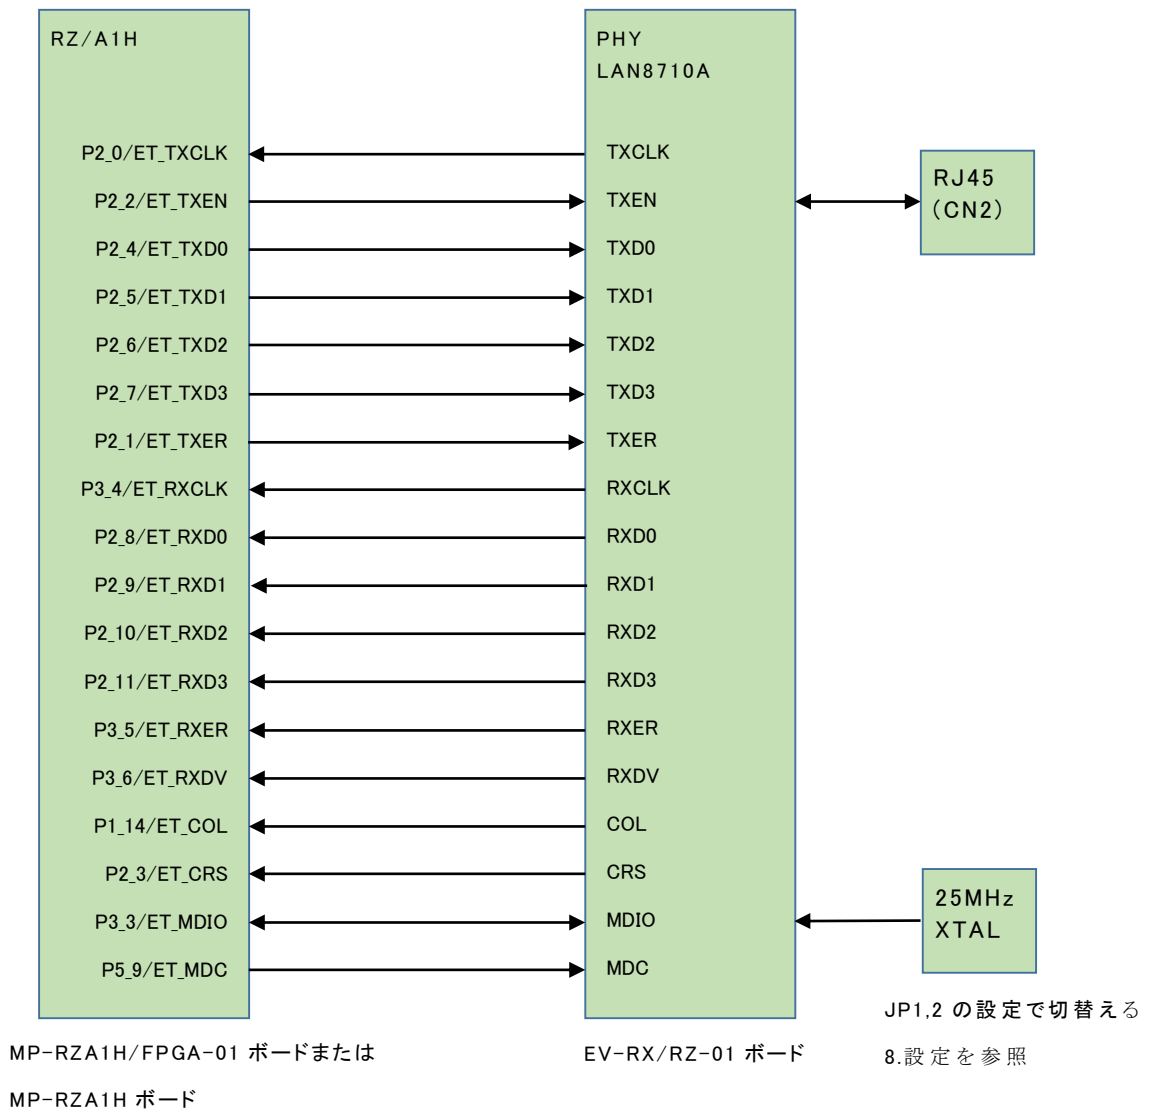 RZ/A1H
P2_0/ET_TXCLK
P2_2/ET_TXEN
P2_4/ET_TXD0
P2_5/ET_TXD1
P2_6/ET_TXD2
P2_7/ET_TXD3
P2_1/ET_TXER
P3_4/ET_RXCLK
P2_8/ET_RXD0
P2_9/ET_RXD1
P2_10/ET_RXD2
P2_11/ET_RXD3
P3_5/ET_RXER
P3_6/ET_RXDV
P1_14/ET_COL
P2_3/ET_CRS
P3_3/ET_MDIO
P5_9/ET_MDC
MP-RZA1H/FPGA-01 ボードまたは
MP-RZA1H ボード
PHY
LAN8710A
TXCLK
TXEN
TXD0
TXD1
TXD2
TXD3
TXER
RXCLK
RXD0
RXD1
RXD2
RXD3
RXER
RXDV
COL
CRS
MDIO
MDC
EV-RX/RZ-01 ボード
RJ45
(CN2)
25MHz
XTAL
JP1,2 の設定で切替える
8.設定を参照